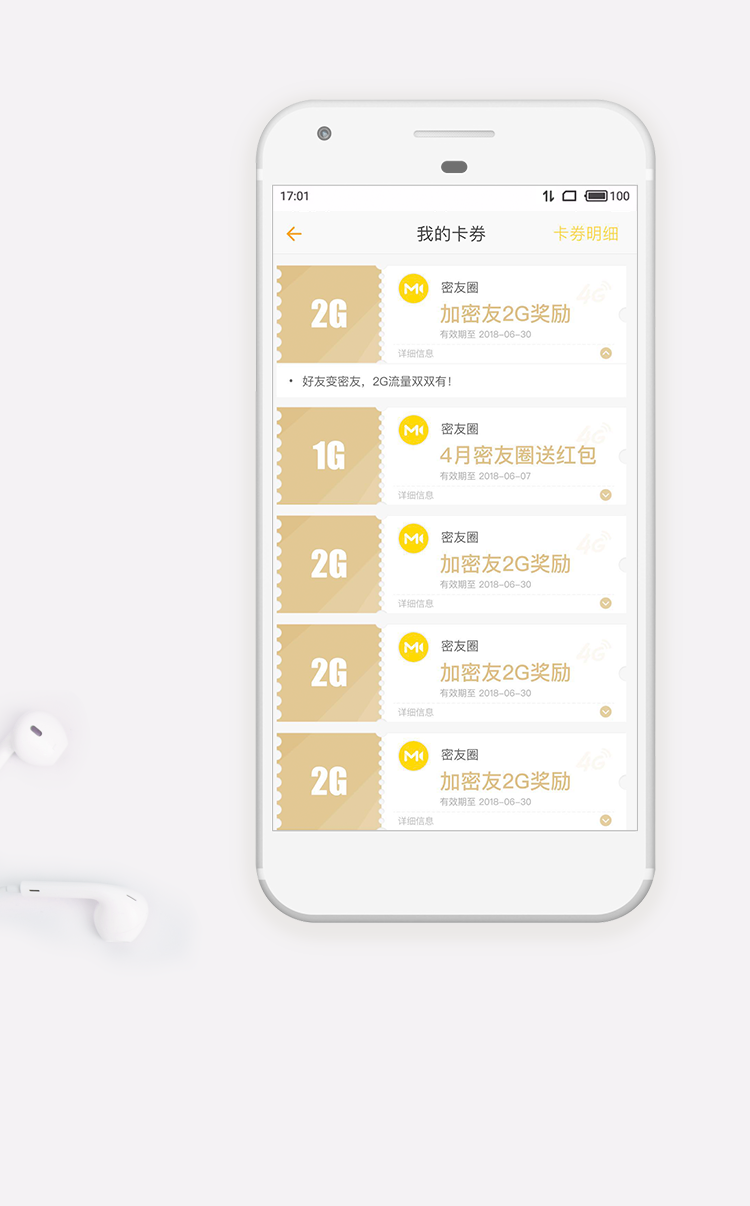 17:01
100
我的卡券
卡券明细
2G
密友圈
4G
加密友2G奖励
有效期至 2018-06-30
详细信息
• 好友变密友，2G流量双双有!
1G
密友圈
4G
4月密友圈送红包
有效期至 2018-06-07
详细信息
2G
密友圈
4G
加密友2G奖励
有效期至 2018-06-30
详细信息
2G
密友圈
4G
加密友2G奖励
有效期至 2018-06-30
详细信息
2G
密友圈
4G
加密友2G奖励
有效期至 2018-06-30
详细信息